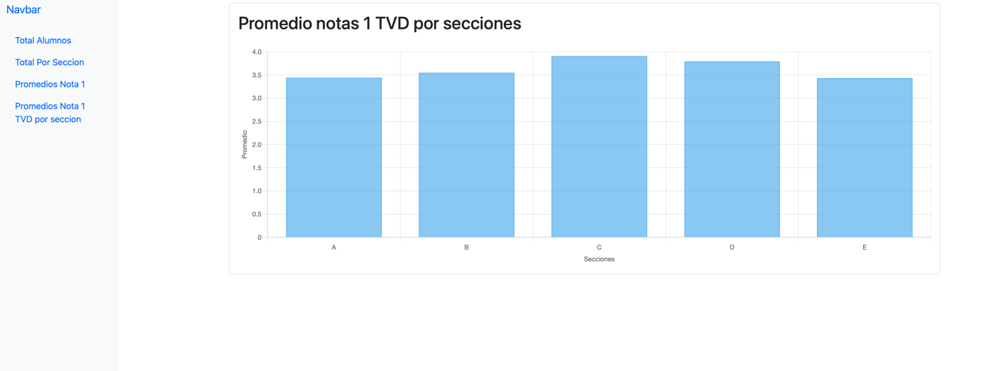 Navbar
Total Alumnos
Total Por Seccion
Promedios Nota 1
Promedios Nota 1
TVD por seccion
Promedio notas 1 TVD por secciones
4.0
3.5
3.0
2.5
2.0
1.5
1.0
0.5
0
Promedio
A B C D E
Secciones